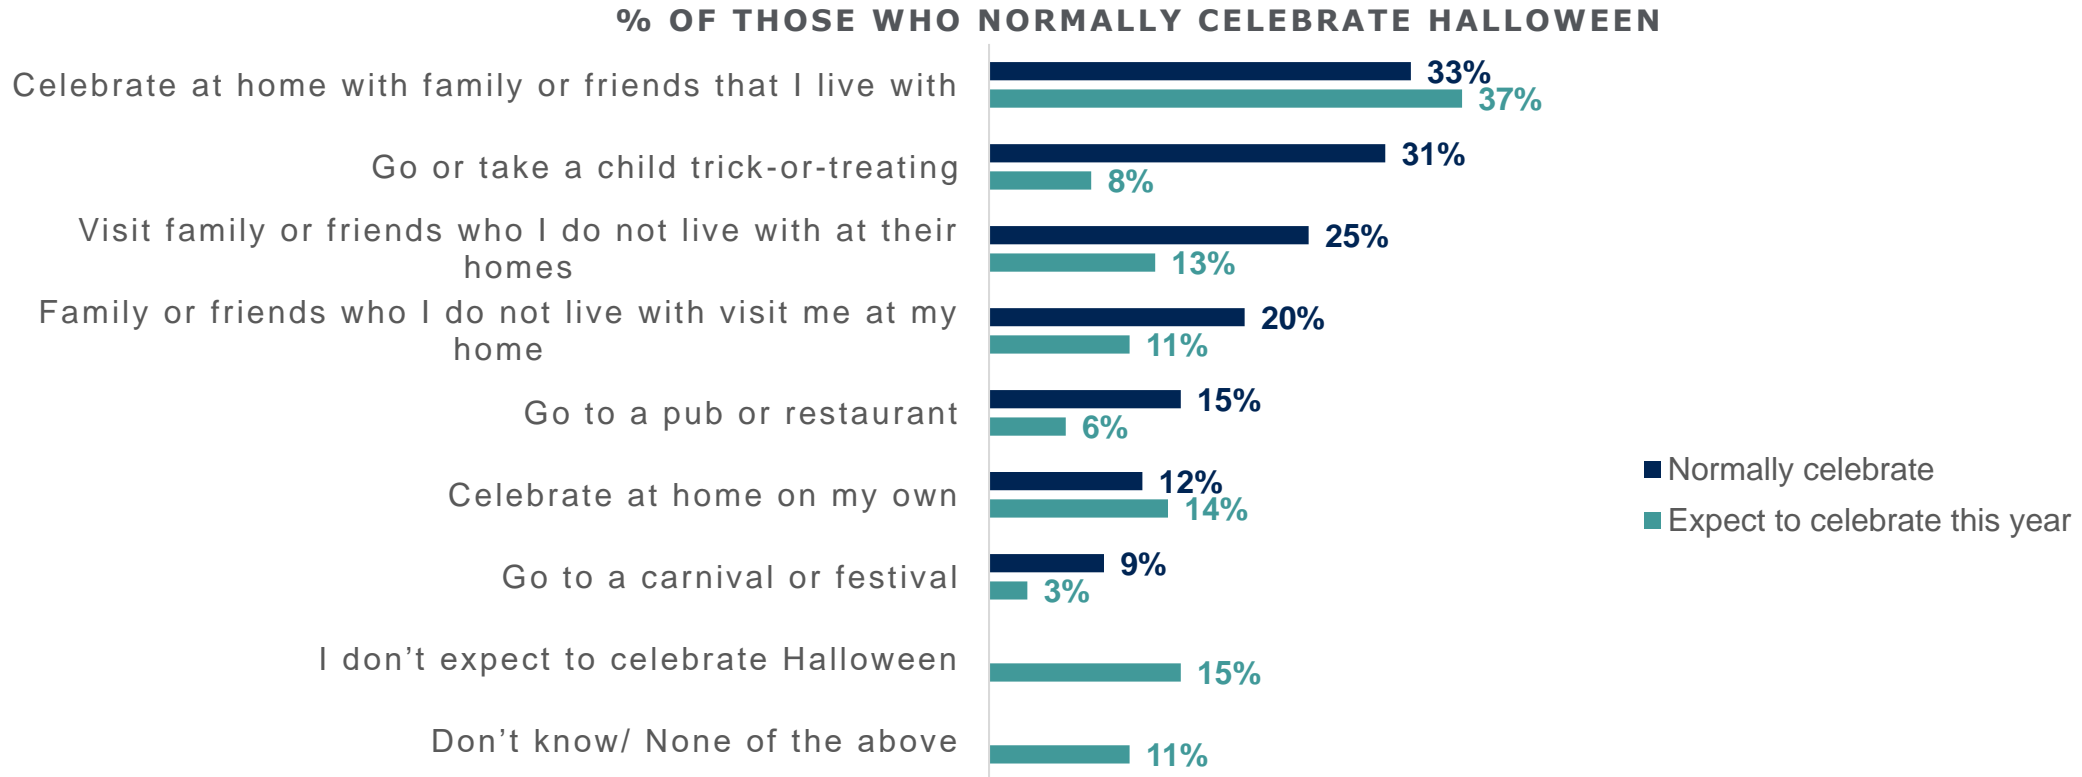 % OF THOSE WHO NORMALLY CELEBRATE HALLOWEEN
Celebrate at home with family or friends that I live with
33%
37%
Go or take a child trick-or-treating
31%
8%
Visit family or friends who I do not live with at their
homes
25%
13%
Family or friends who I do not live with visit me at my
home
20%
11%
Go to a pub or restaurant
15%
6%
Celebrate at home on my own
12%
14%
Go to a carnival or festival
9%
3%
I don’t expect to celebrate Halloween
15%
Don’t know/ None of the above
11%
Normally celebrate
Expect to celebrate this year